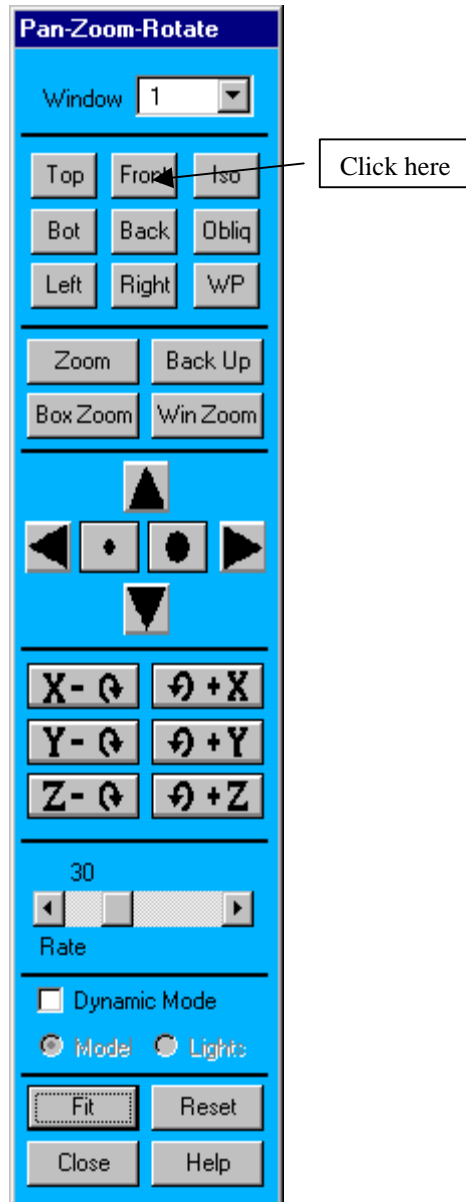 Pan-Zoom-Rotate
Window 1
Top Front Iso
Click here
Bot Back Obliq
Left Right WP
Zoom Back Up
Box Zoom Win Zoom
X- +X
Y- +Y
Z- +Z
30
Rate
Dynamic Mode
Model Lights
Fit Reset
Close Help